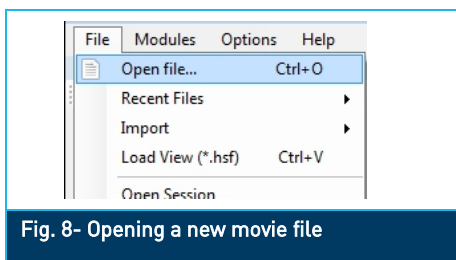 File Modules Options Help
Open file... Ctrl+O
Recent Files
Import
Load View (*.hsf) Ctrl+V
Open Session
Fig. 8- Opening a new movie file